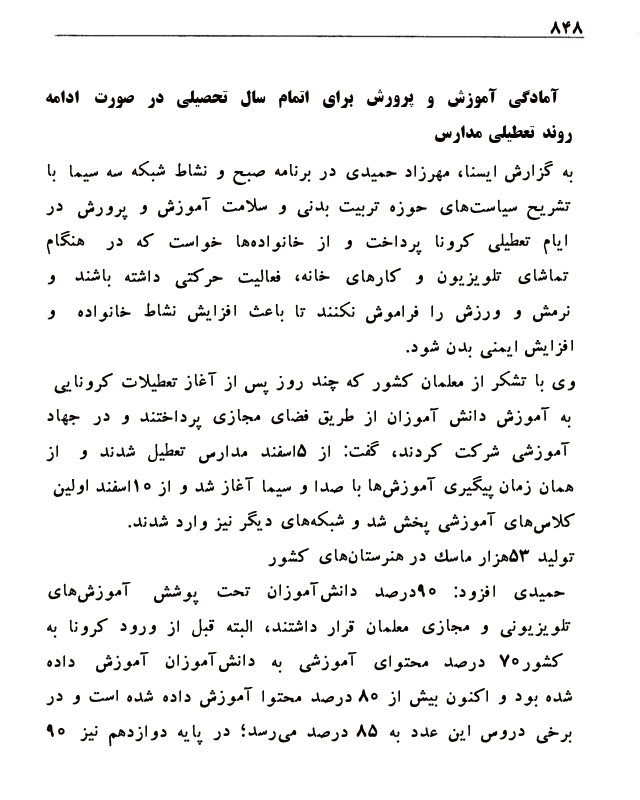 ۸۴۸
آمادگی آموزش و پرورش برای اتمام سال تحصیلی در صورت ادامه
روند تعطیلی مدارس
به گزارش ایسنا، مهرزاد حمیدی در برنامه صبح و نشاط شبکه سه سیما با
تشریح سیاست‌های حوزه تربیت بدنی و سلامت آموزش و پرورش در
ایام تعطیلی کرونا پرداخت و از خانواده‌ها خواست که در هنگام
تماشای تلویزیون و کارهای خانه، فعالیت حرکتی داشته باشند و
نرمش و ورزش را فراموش نکنند تا باعث افزایش نشاط خانواده و
افزایش ایمنی بدن شود.
وی با تشکر از معلمان کشور که چند روز پس از آغاز تعطیلات کرونایی
به آموزش دانش آموزان از طریق فضای مجازی پرداختند و در جهاد
آموزشی شرکت کردند، گفت: از ۵اسفند مدارس تعطیل شدند و از
همان زمان پیگیری آموزش‌ها با صدا و سیما آغاز شد و از ۱۰اسفند اولین
کلاس‌های آموزشی پخش شد و شبکه‌های دیگر نیز وارد شدند.
تولید ۵۳هزار ماسک در هنرستان‌های کشور
حمیدی افزود: ۹۰درصد دانش‌آموزان تحت پوشش آموزش‌های
تلویزیونی و مجازی معلمان قرار داشتند، البته قبل از ورود کرونا به
کشور۷۰ درصد محتوای آموزشی به دانش‌آموزان آموزش داده
شده بود و اکنون بیش از ۸۰ درصد محتوا آموزش داده شده است و در
برخی دروس این عدد به ۸۵ درصد می‌رسد؛ در پایه دوازدهم نیز ۹۰